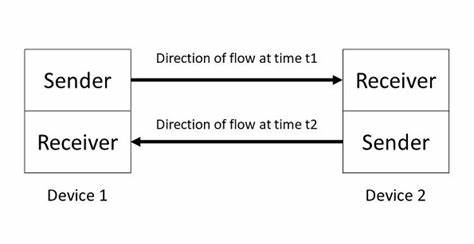 Direction of flow at time t1
Sender
Receiver
Direction of flow at time t2
Receiver
Sender
Device 1
Device 2